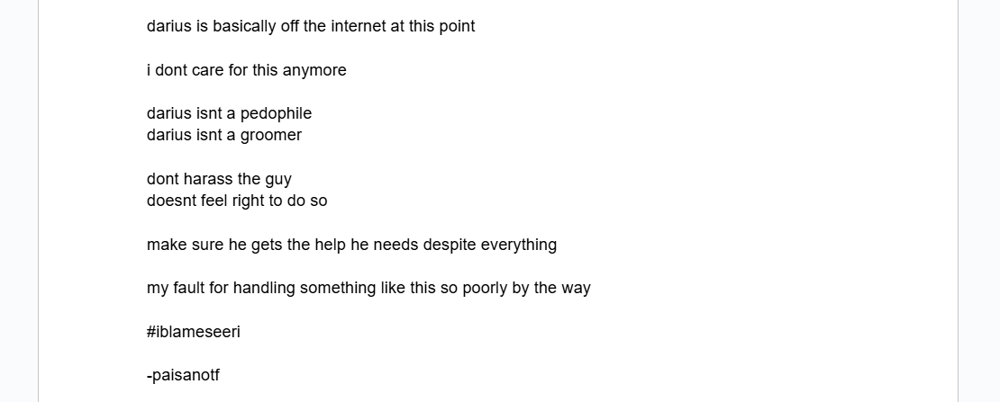 darius is basically off the internet at this point
i dont care for this anymore
darius isnt a pedophile
darius isnt a groomer
dont harass the guy
doesnt feel right to do so
make sure he gets the help he needs despite everything
my fault for handling something like this so poorly by the way
#iblameseeri
-paisanotf